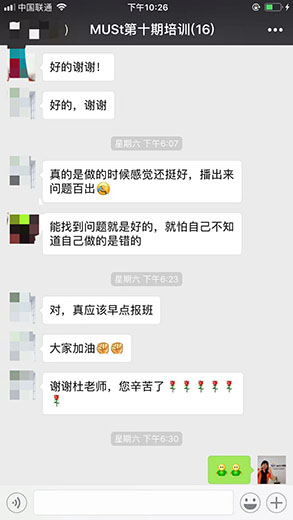 中国联通
下午10:26
)
MUSt第十期培训(16)
好的谢谢！
好的，谢谢
星期六 下午6:07
真的是做的时候感觉还挺好，播出来
问题百出
能找到问题就是好的，就怕自己不知
道自己做的是错的
星期六 下午6:23
对，真应该早点报班
大家加油
谢谢杜老师，您辛苦了
星期六 下午6:30